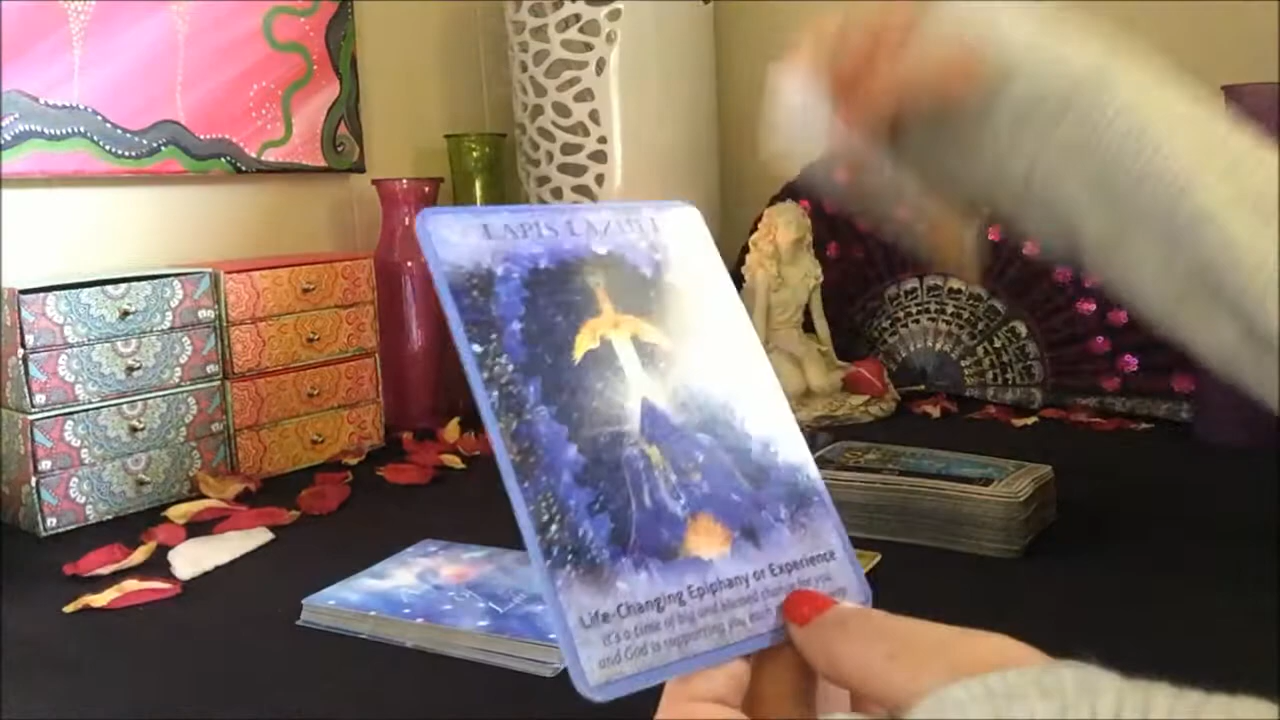 LAPIS LAZULI
Life-Changing Epiphany or Experience
It's a time of big and blessed change for you,
and God is supporting you each